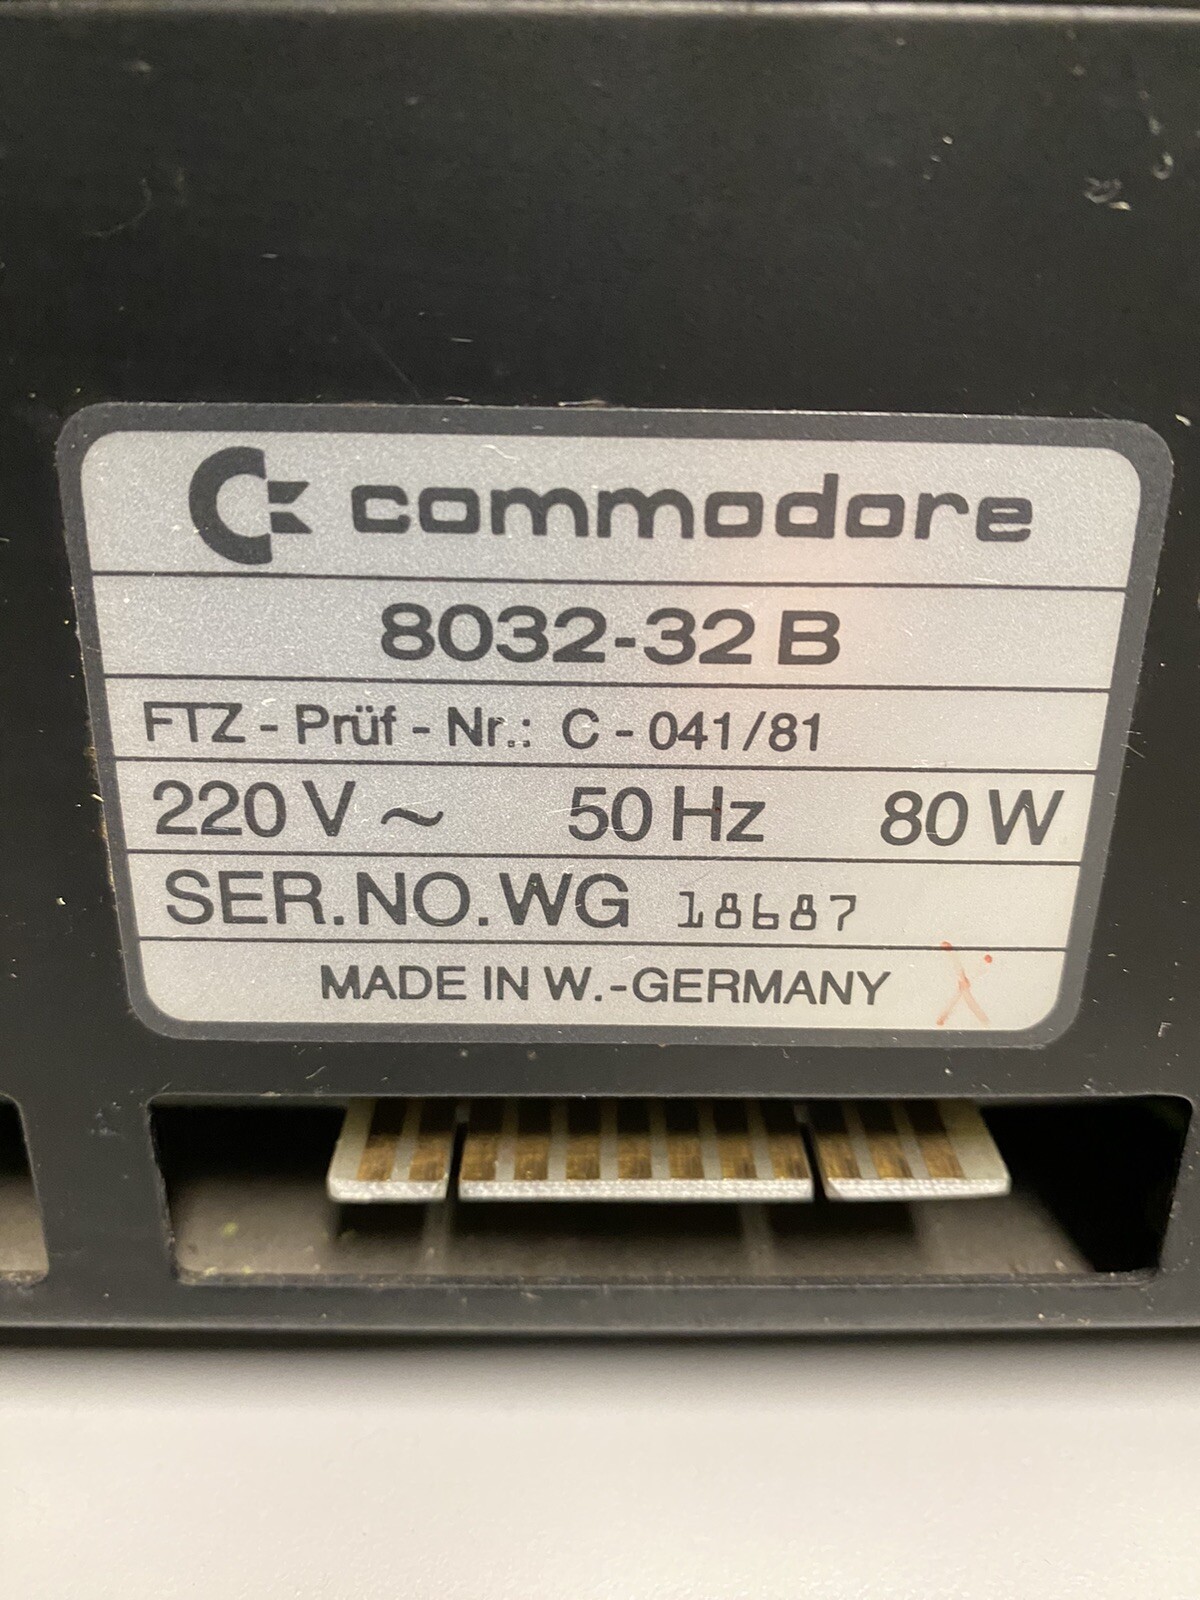 commodore
8032-32 B
FTZ - Prüf - Nr.: C - 041/81
220 V ~ 50 Hz 80 W
SER.NO.WG 18687
MADE IN W.-GERMANY